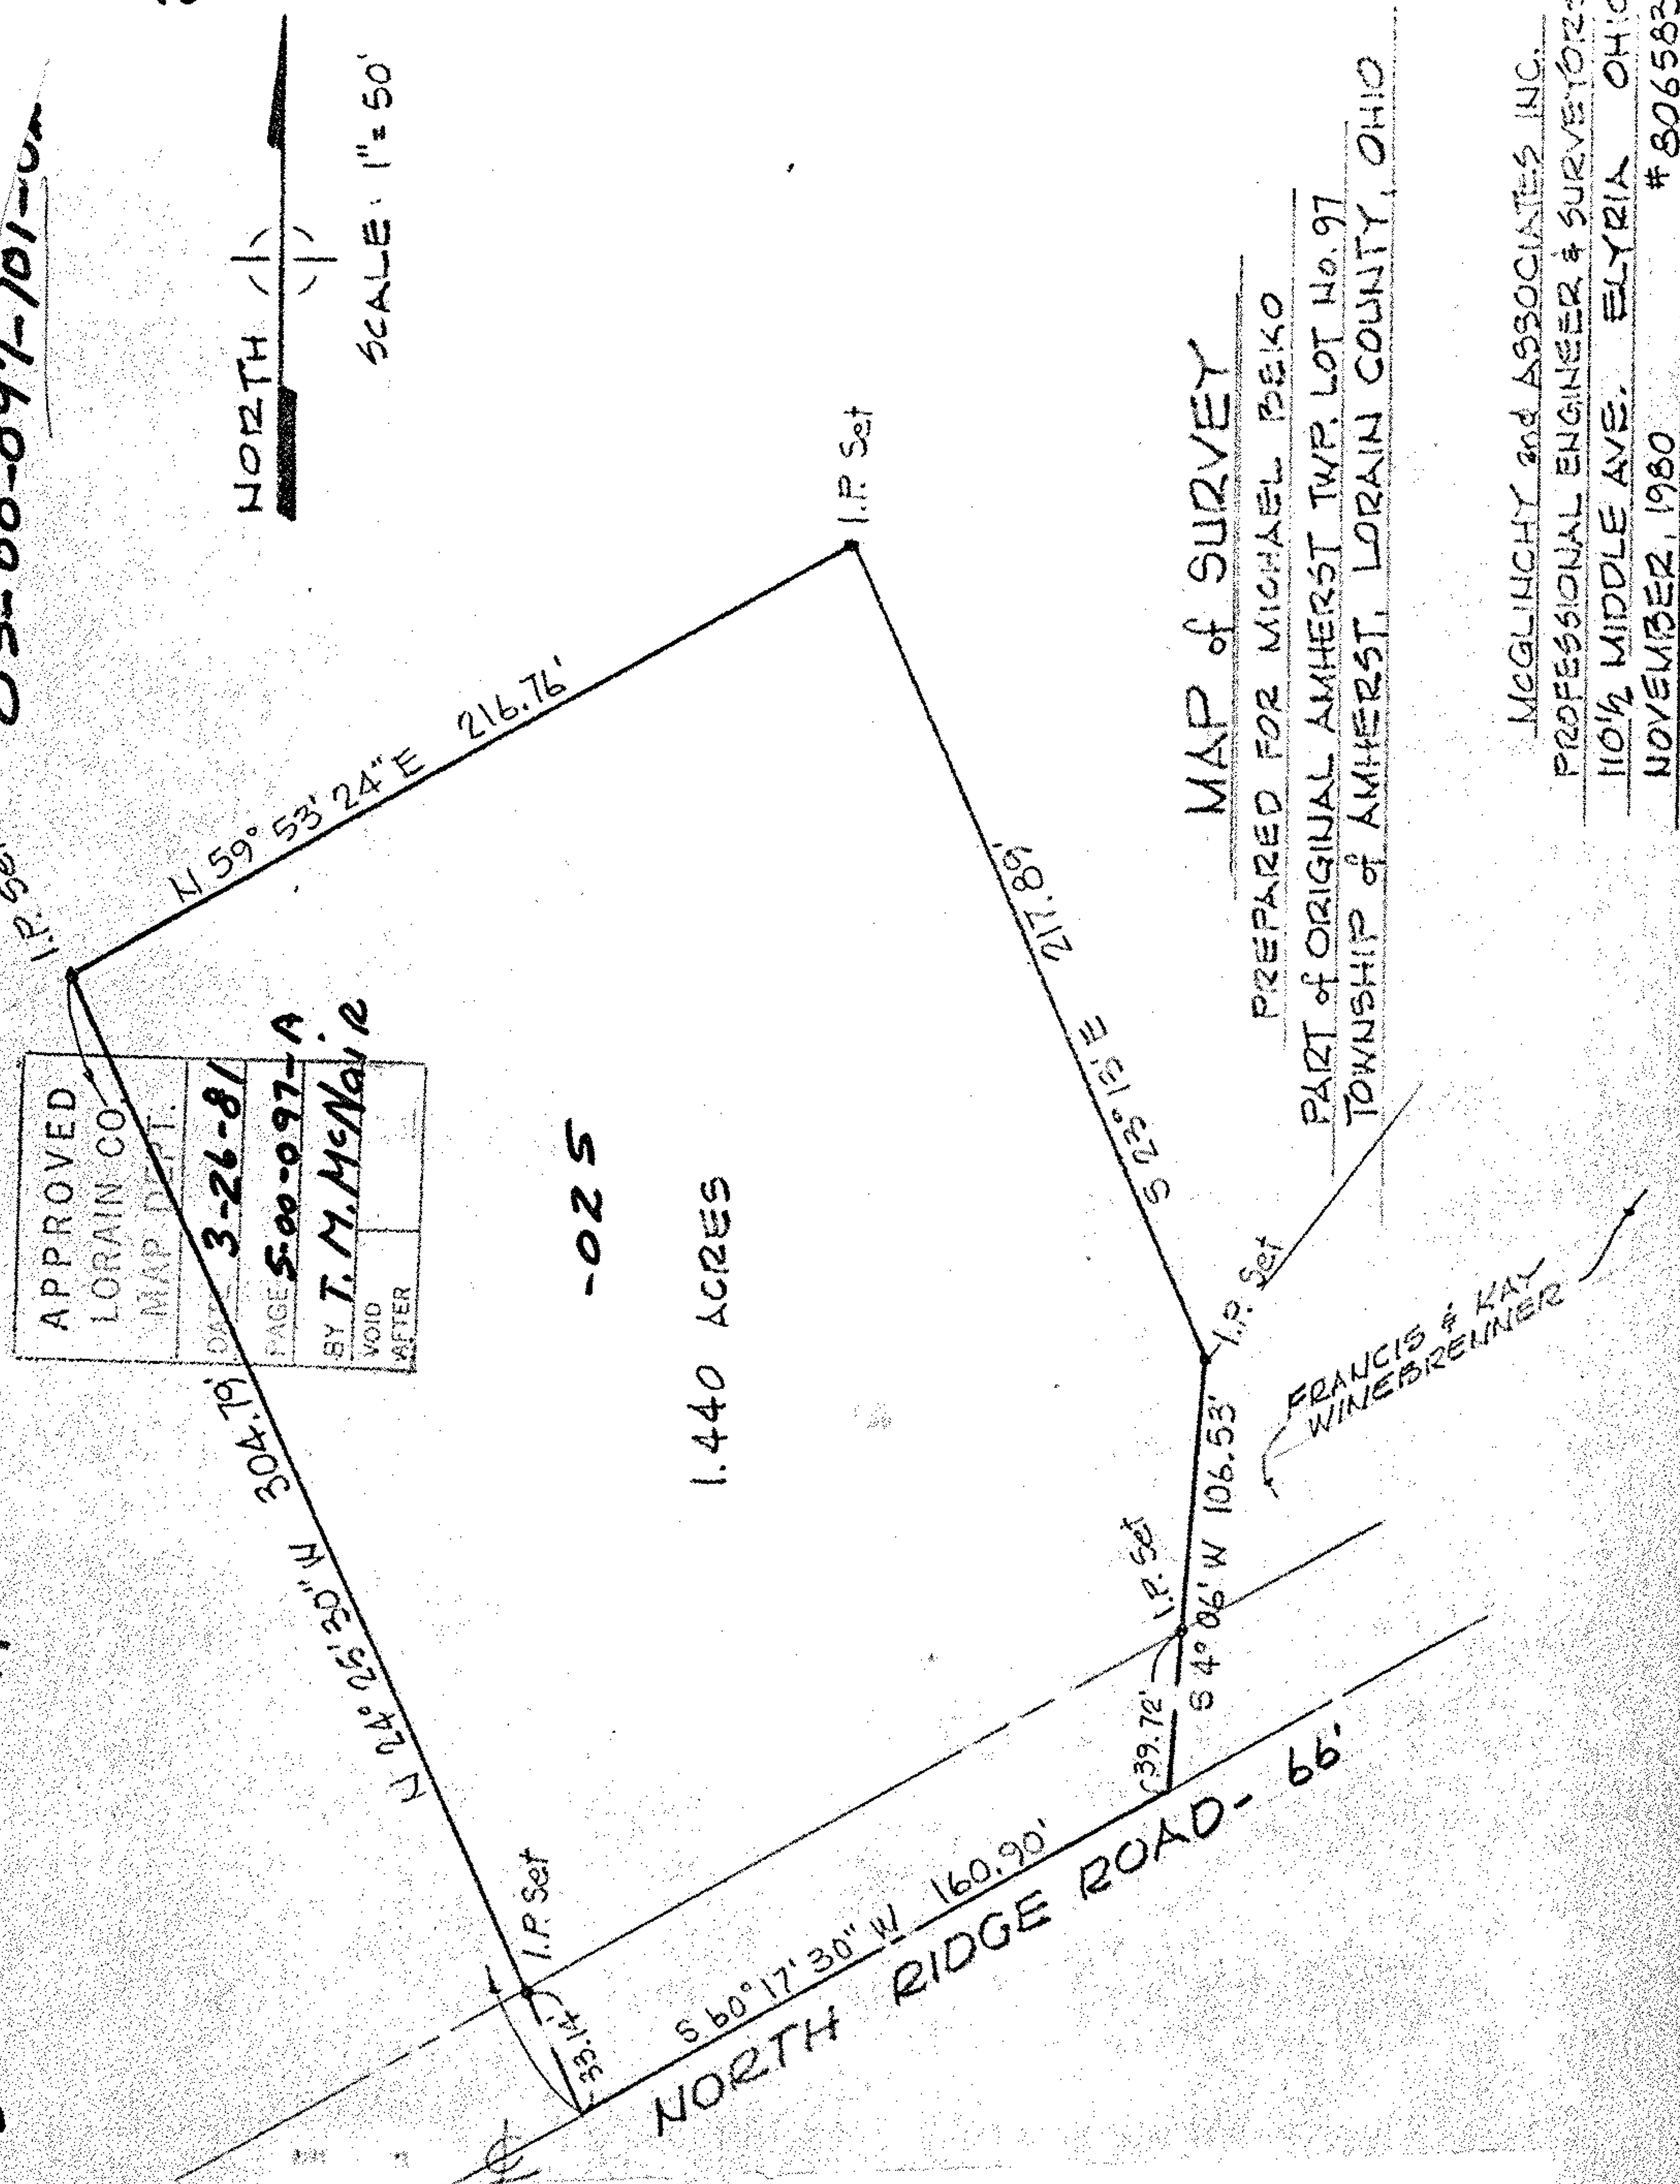 NORTH
SCALE: 1"=50'
I.P. Set
N 59° 53' 24" E 216.76'
I.P. Set
APPROVED
LORAIN CO.
MAP DEPT.
DATE 3-26-81
PAGE 5-00-097-A
BY T. M. McNair
VOID
AFTER
N 24° 25' 30" W 304.79'
-025
1.440 ACRES
S 23° 13' E 217.89'
I.P. Set
I.P. Set
S 4° 06' W 106.53'
39.72'
I.P. Set
33.14'
S 60° 17' 30" W 160.90'
NORTH RIDGE ROAD - 66'
FRANCIS & KAY
WINEBRENNER
MAP of SURVEY
PREPARED FOR MICHAEL BEKO
PART of ORIGINAL AMHERST TWP. LOT No. 97
TOWNSHIP of AMHERST, LORAIN COUNTY, OHIO
McGLINCHY and ASSOCIATES INC.
PROFESSIONAL ENGINEER & SURVEYORS
110½ MIDDLE AVE. ELYRIA OHIO
NOVEMBER, 1980 #806583